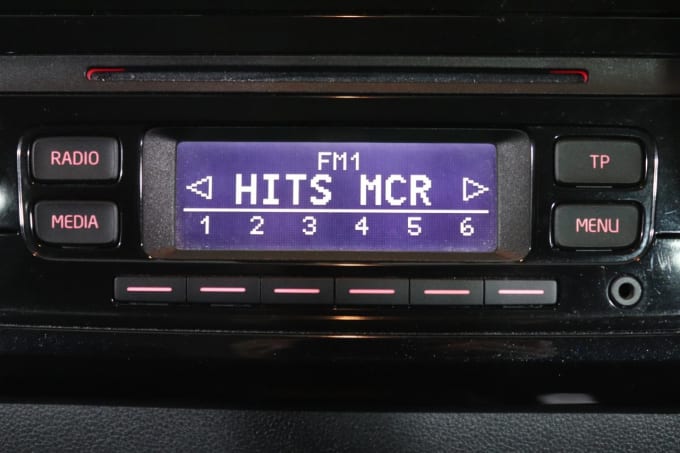 RADIO
MEDIA
FM1
HITS MCR
1 2 3 4 5 6
TP
MENU